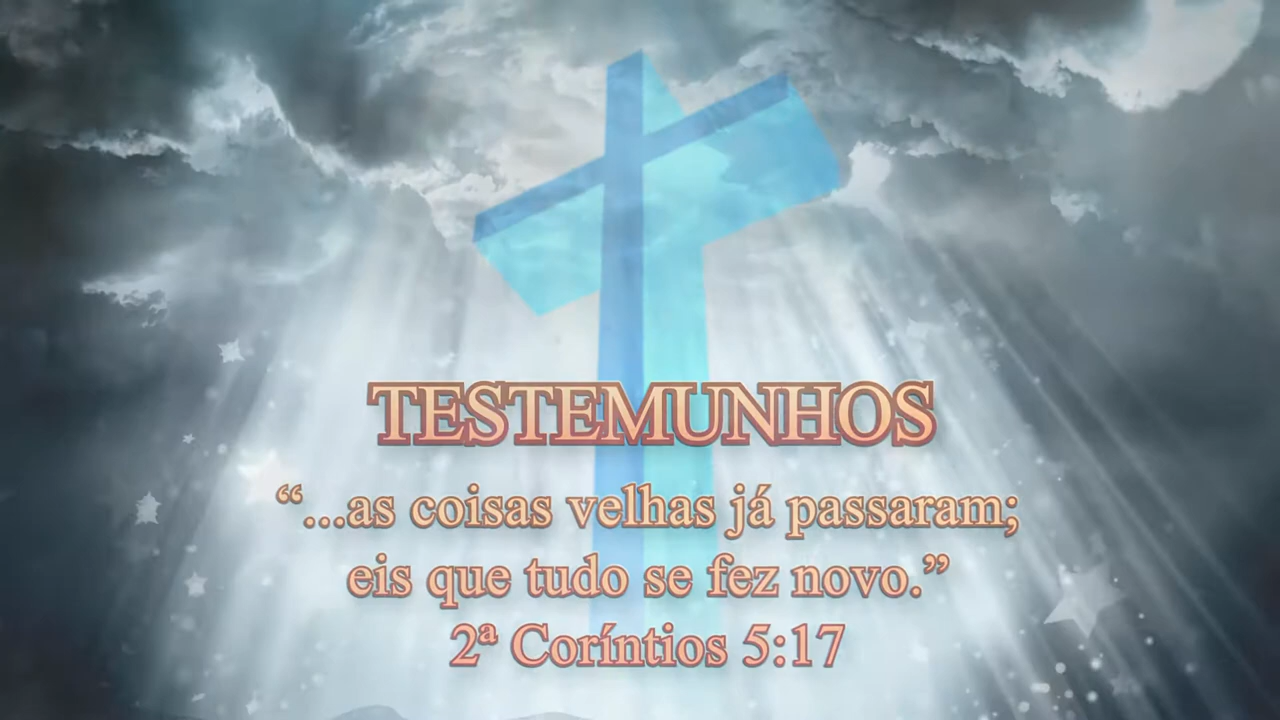 TESTEMUNHOS
“...as coisas velhas já passaram;
eis que tudo se fez novo.”
2ª Coríntios 5:17